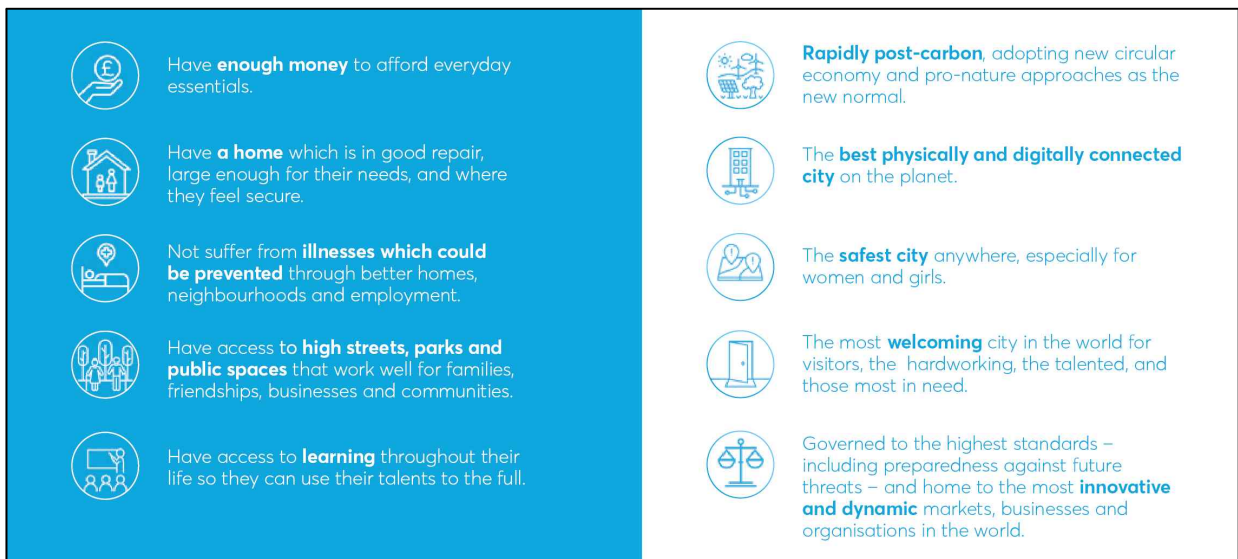 Have enough money to afford everyday
essentials.
Have a home which is in good repair,
large enough for their needs, and where
they feel secure.
Not suffer from illnesses which could
be prevented through better homes,
neighbourhoods and employment.
Have access to high streets, parks and
public spaces that work well for families,
friendships, businesses and communities.
Have access to learning throughout their
life so they can use their talents to the full.
Rapidly post-carbon, adopting new circular
economy and pro-nature approaches as the
new normal.
The best physically and digitally connected
city on the planet.
The safest city anywhere, especially for
women and girls.
The most welcoming city in the world for
visitors, the hardworking, the talented, and
those most in need.
Governed to the highest standards –
including preparedness against future
threats – and home to the most innovative
and dynamic markets, businesses and
organisations in the world.